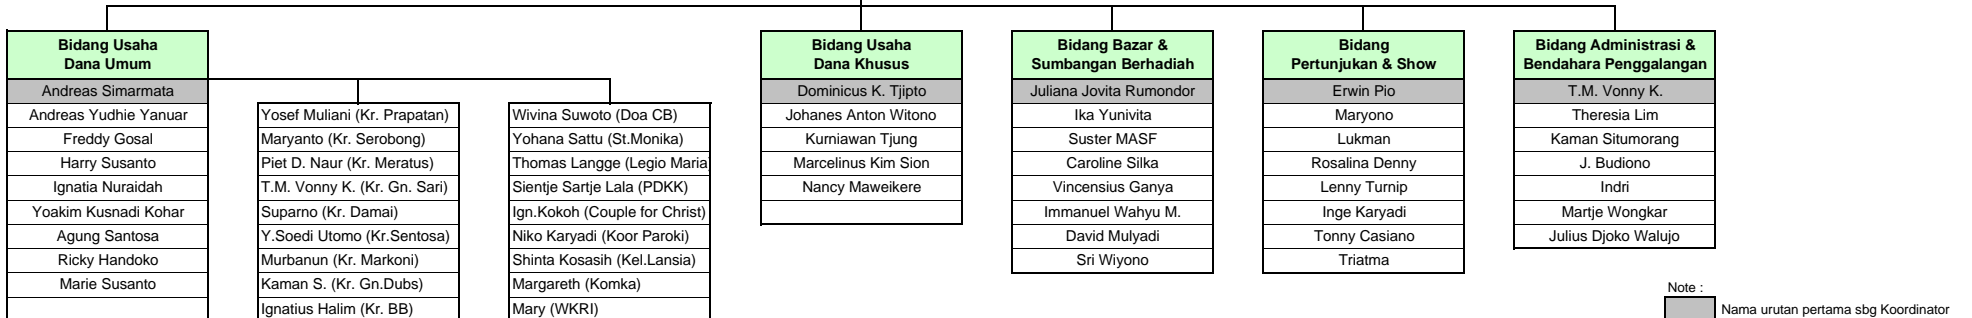 Bidang Usaha
Dana Umum
Andreas Simarmata
Andreas Yudhie Yanuar
Freddy Gosal
Harry Susanto
Ignatia Nuraidah
Yoakim Kusnadi Kohar
Agung Santosa
Ricky Handoko
Marie Susanto
Yosef Muliani (Kr. Prapatan)
Maryanto (Kr. Serobong)
Piet D. Naur (Kr. Meratus)
T.M. Vonny K. (Kr. Gn. Sari)
Suparno (Kr. Damai)
Y.Soedi Utomo (Kr.Sentosa)
Murbanun (Kr. Markoni)
Kaman S. (Kr. Gn.Dubs)
Ignatius Halim (Kr. BB)
Wivina Suwoto (Doa CB)
Yohana Sattu (St.Monika)
Thomas Langge (Legio Maria)
Sientje Sartje Lala (PDKK)
Ign.Kokoh (Couple for Christ)
Niko Karyadi (Koor Paroki)
Shinta Kosasih (Kel.Lansia)
Margareth (Komka)
Mary (WKRI)
Bidang Usaha
Dana Khusus
Dominicus K. Tjipto
Johanes Anton Witono
Kurniawan Tjung
Marcelinus Kim Sion
Nancy Maweikere
Bidang Bazar &
Sumbangan Berhadiah
Juliana Jovita Rumondor
Ika Yunivita
Suster MASF
Caroline Silka
Vincensius Ganya
Immanuel Wahyu M.
David Mulyadi
Sri Wiyono
Bidang
Pertunjukan & Show
Erwin Pio
Maryono
Lukman
Rosalina Denny
Lenny Turnip
Inge Karyadi
Tonny Casiano
Triatma
Bidang Administrasi &
Bendahara Penggalangan
T.M. Vonny K.
Theresia Lim
Kaman Situmorang
J. Budiono
Indri
Martje Wongkar
Julius Djoko Walujo
Note :
Nama urutan pertama sbg Koordinator